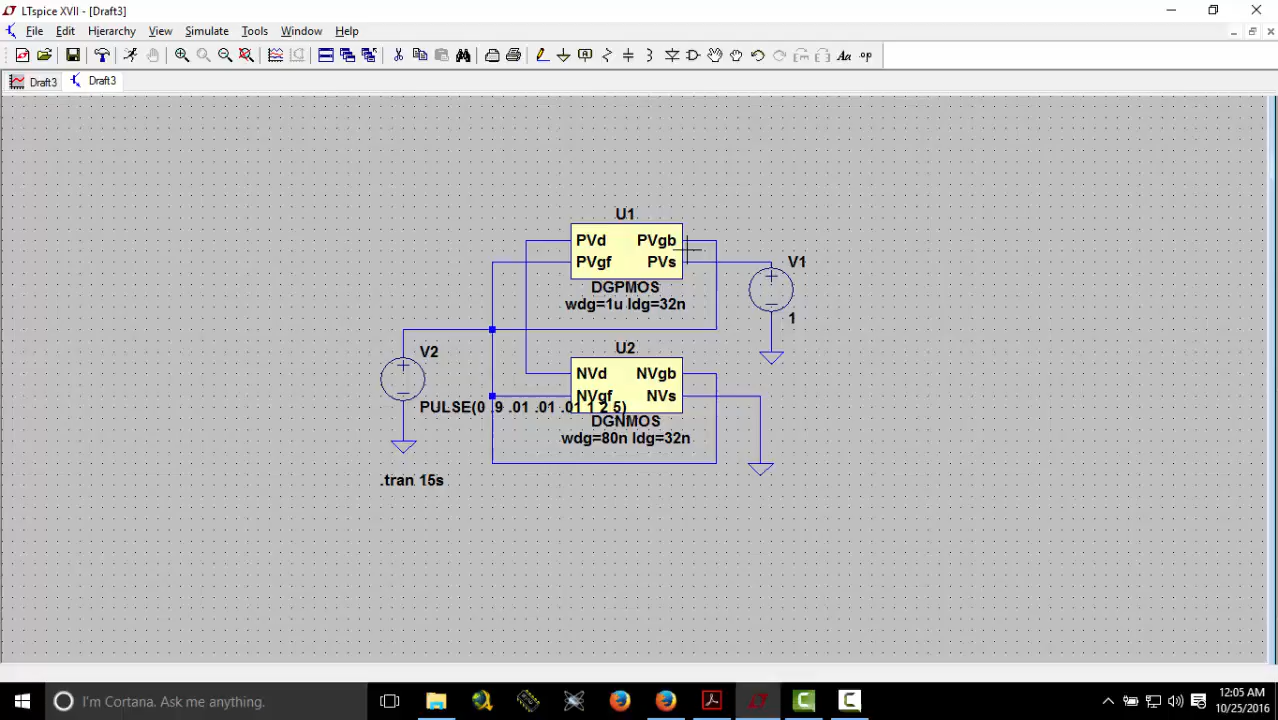 LTspice XVII - [Draft3]
File Edit Hierarchy View Simulate Tools Window Help
Aa .op
Draft3 Draft3
U1
PVd PVgb
PVgf PVs
DGPMOS
wdg=1u ldg=32n
V1
1
V2
PULSE(0 .9 .01 .01 .01 1 2 5)
U2
NVd NVgb
NVgf NVs
DGNMOS
wdg=80n ldg=32n
.tran 15s
I'm Cortana. Ask me anything.
12:05 AM
10/25/2016